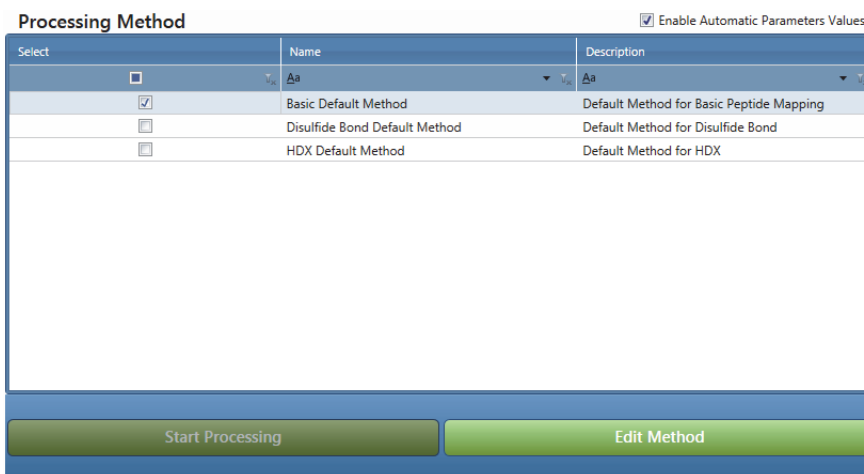 Processing Method
Enable Automatic Parameters Values
Select Name Description
Aa Aa
Basic Default Method Default Method for Basic Peptide Mapping
Disulfide Bond Default Method Default Method for Disulfide Bond
HDX Default Method Default Method for HDX
Start Processing Edit Method